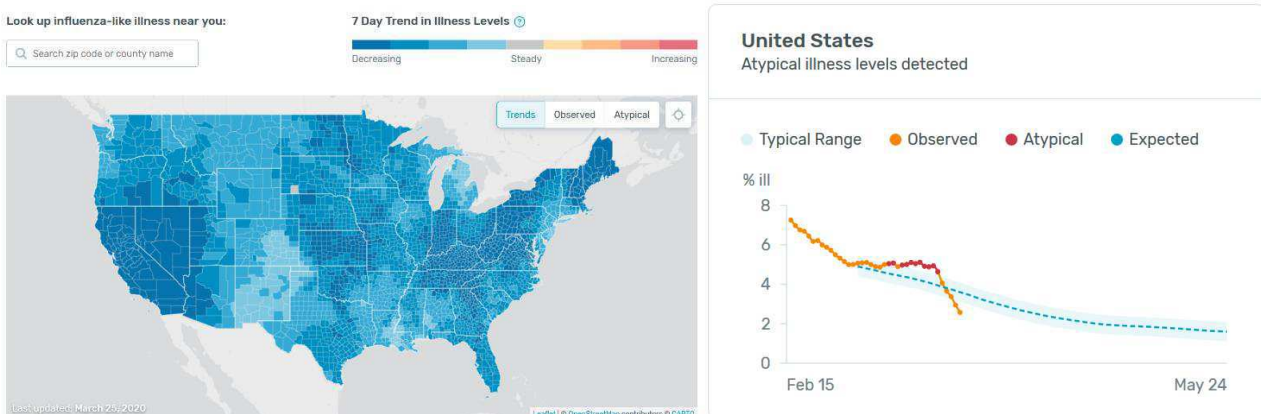 Look up influenza-like illness near you:
Search zip code or county name
7 Day Trend in Illness Levels ?
Decreasing Steady Increasing
Trends Observed Atypical
Last updated: March 25, 2020
Leaflet | © OpenStreetMap contributors © CARTO
United States
Atypical illness levels detected
Typical Range Observed Atypical Expected
% ill
8
6
4
2
0
Feb 15 May 24